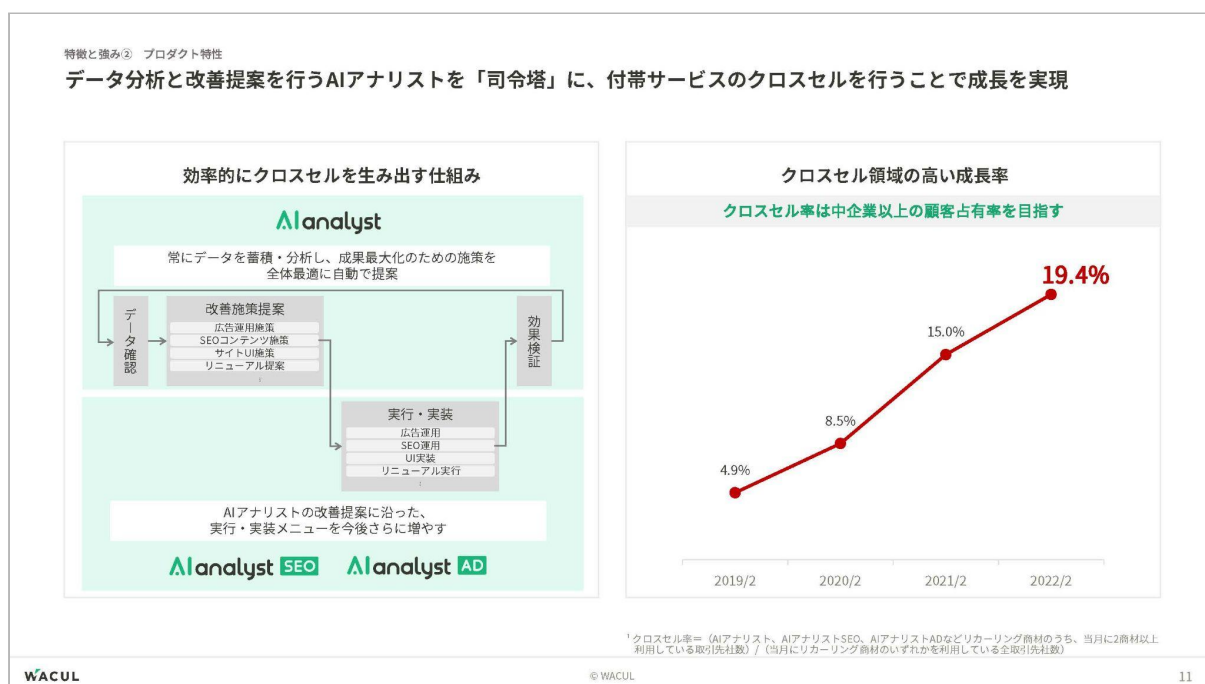 特徴と強み② プロダクト特性
データ分析と改善提案を行うAIアナリストを「司令塔」に、付帯サービスのクロスセルを行うことで成長を実現
効率的にクロスセルを生み出す仕組み
AIanalyst
常にデータを蓄積・分析し、成果最大化のための施策を
全体最適に自動で提案
データ確認
改善施策提案
広告運用施策
SEOコンテンツ施策
サイトUI施策
リニューアル提案
:
効果検証
実行・実装
広告運用
SEO運用
UI実装
リニューアル実行
:
AIアナリストの改善提案に沿った、
実行・実装メニューを今後さらに増やす
AIanalyst SEO AIanalyst AD
クロスセル領域の高い成長率
クロスセル率は中企業以上の顧客占有率を目指す
19.4%
15.0%
8.5%
4.9%
2019/2 2020/2 2021/2 2022/2
1 クロスセル率＝（AIアナリスト、AIアナリストSEO、AIアナリストADなどリカーリング商材のうち、当月に2商材以上
利用している取引先社数）/（当月にリカーリング商材のいずれかを利用している全取引先社数）
WACUL © WACUL 11